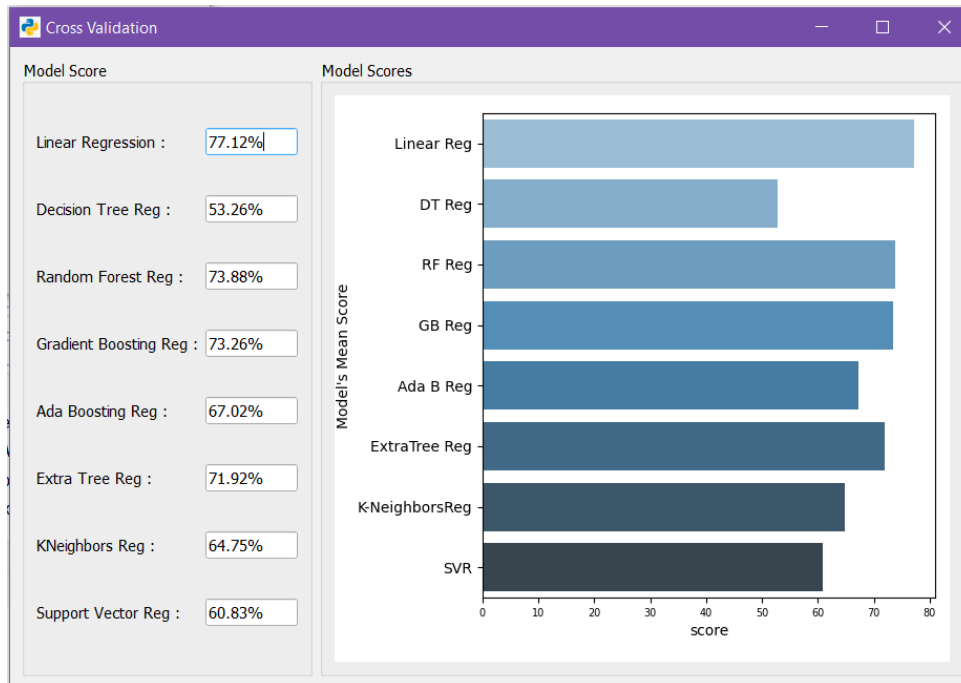 Cross Validation
Model Score
Linear Regression : 77.12%
Decision Tree Reg : 53.26%
Random Forest Reg : 73.88%
Gradient Boosting Reg : 73.26%
Ada Boosting Reg : 67.02%
Extra Tree Reg : 71.92%
KNeighbors Reg : 64.75%
Support Vector Reg : 60.83%
Model Scores
Model's Mean Score
Linear Reg
DT Reg
RF Reg
GB Reg
Ada B Reg
ExtraTree Reg
K-NeighborsReg
SVR
0 10 20 30 40 50 60 70 80
score